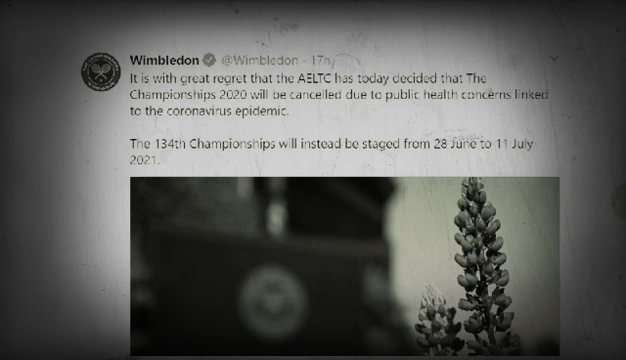 Wimbledon @Wimbledon · 17h
It is with great regret that the AELTC has today decided that The
Championships 2020 will be cancelled due to public health concerns linked
to the coronavirus epidemic.
The 134th Championships will instead be staged from 28 June to 11 July
2021.